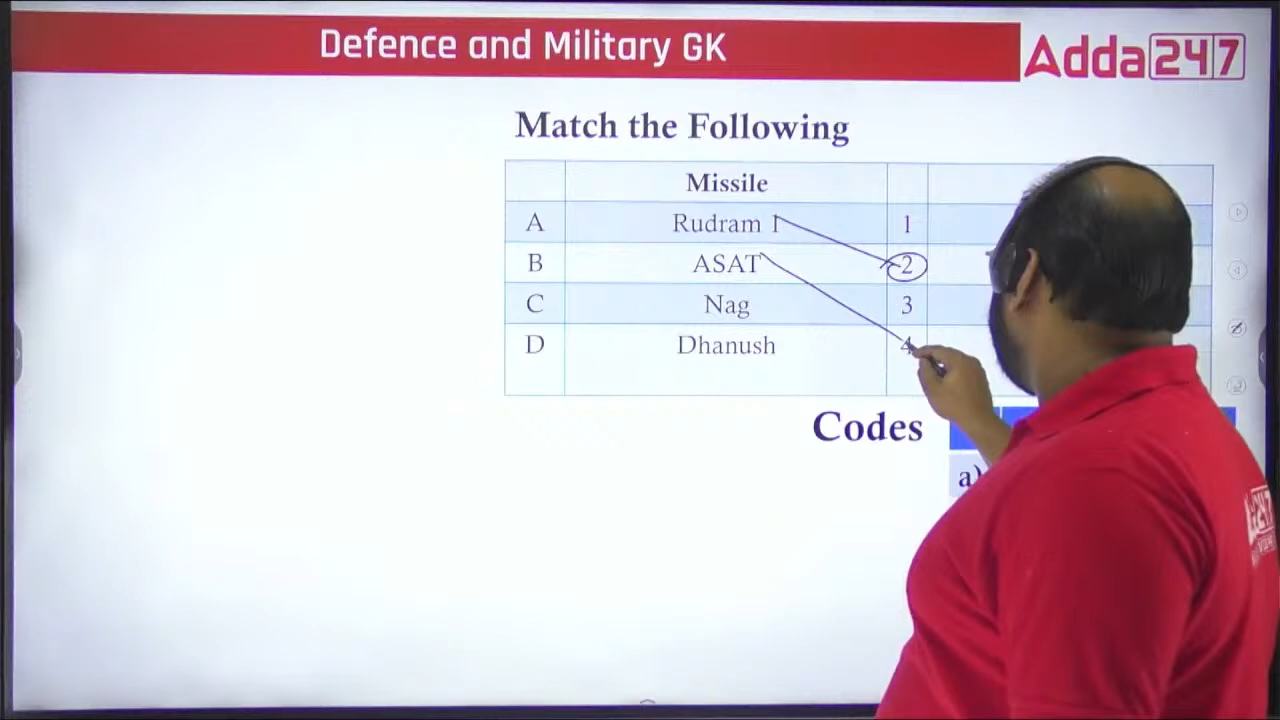 Defence and Military GK
Adda247
Match the Following
Missile
A Rudram 1 1
B ASAT 2
C Nag 3
D Dhanush 4
Codes
a)
247